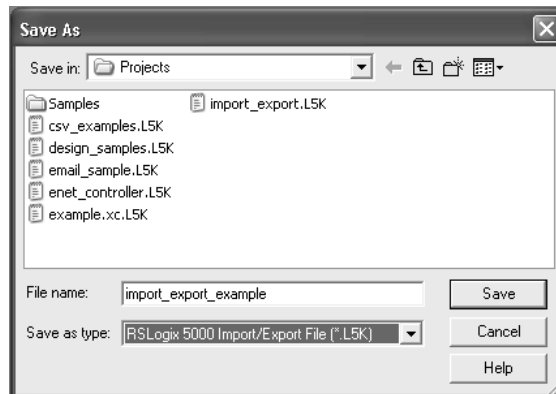 Save As
Save in: Projects
Samples import_export.L5K
csv_examples.L5K
design_samples.L5K
email_sample.L5K
enet_controller.L5K
example.xc.L5K
File name: import_export_example Save
Save as type: RSLogix 5000 Import/Export File (*.L5K) Cancel
Help